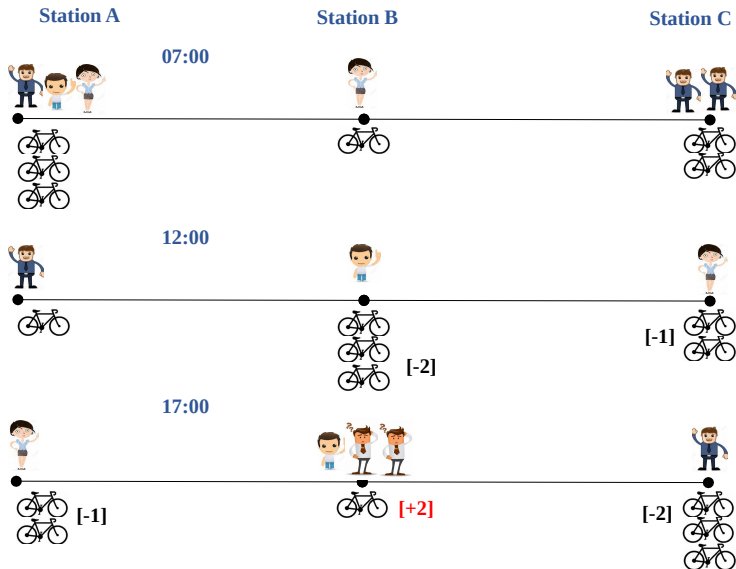 Station A
Station B
Station C
07:00
12:00
[-1]
[-2]
17:00
[-1]
[+2]
[-2]